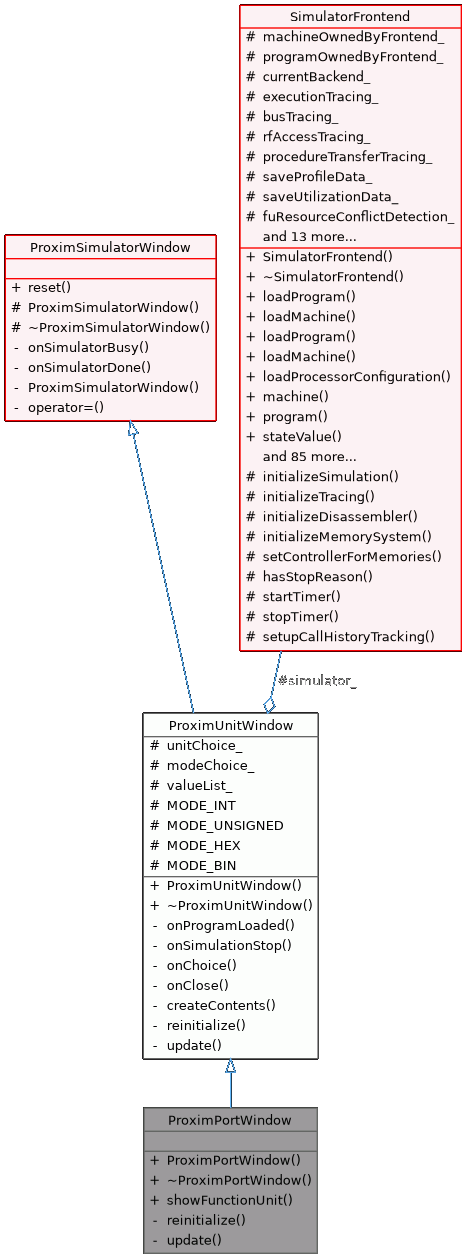 SimulatorFrontend
# machineOwnedByFrontend_
# programOwnedByFrontend_
# currentBackend_
# executionTracing_
# busTracing_
# rfAccessTracing_
# procedureTransferTracing_
# saveProfileData_
# saveUtilizationData_
# fuResourceConflictDetection_
and 13 more...
+ SimulatorFrontend()
+ ~SimulatorFrontend()
+ loadProgram()
+ loadMachine()
+ loadProgram()
+ loadMachine()
+ loadProcessorConfiguration()
+ machine()
+ program()
+ stateValue()
and 85 more...
# initializeSimulation()
# initializeTracing()
# initializeDisassembler()
# initializeMemorySystem()
# setControllerForMemories()
# hasStopReason()
# startTimer()
# stopTimer()
# setupCallHistoryTracking()
ProximSimulatorWindow
+ reset()
# ProximSimulatorWindow()
# ~ProximSimulatorWindow()
- onSimulatorBusy()
- onSimulatorDone()
- ProximSimulatorWindow()
- operator=()
#simulator_
ProximUnitWindow
# unitChoice_
# modeChoice_
# valueList_
# MODE_INT
# MODE_UNSIGNED
# MODE_HEX
# MODE_BIN
+ ProximUnitWindow()
+ ~ProximUnitWindow()
- onProgramLoaded()
- onSimulationStop()
- onChoice()
- onClose()
- createContents()
- reinitialize()
- update()
ProximPortWindow
+ ProximPortWindow()
+ ~ProximPortWindow()
+ showFunctionUnit()
- reinitialize()
- update()